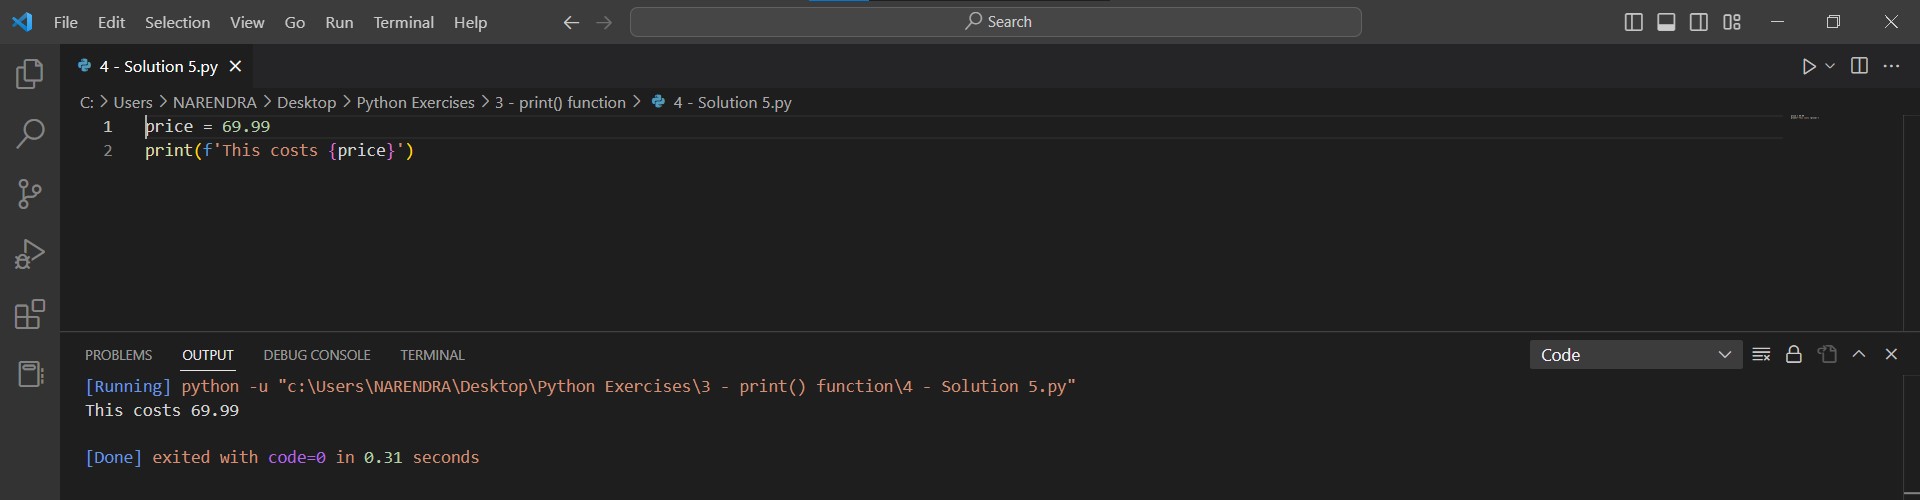 File Edit Selection View Go Run Terminal Help Search
4 - Solution 5.py
C: > Users > NARENDRA > Desktop > Python Exercises > 3 - print() function > 4 - Solution 5.py
1 price = 69.99
2 print(f'This costs {price}')
PROBLEMS OUTPUT DEBUG CONSOLE TERMINAL Code
[Running] python -u "c:\Users\NARENDRA\Desktop\Python Exercises\3 - print() function\4 - Solution 5.py"
This costs 69.99
[Done] exited with code=0 in 0.31 seconds